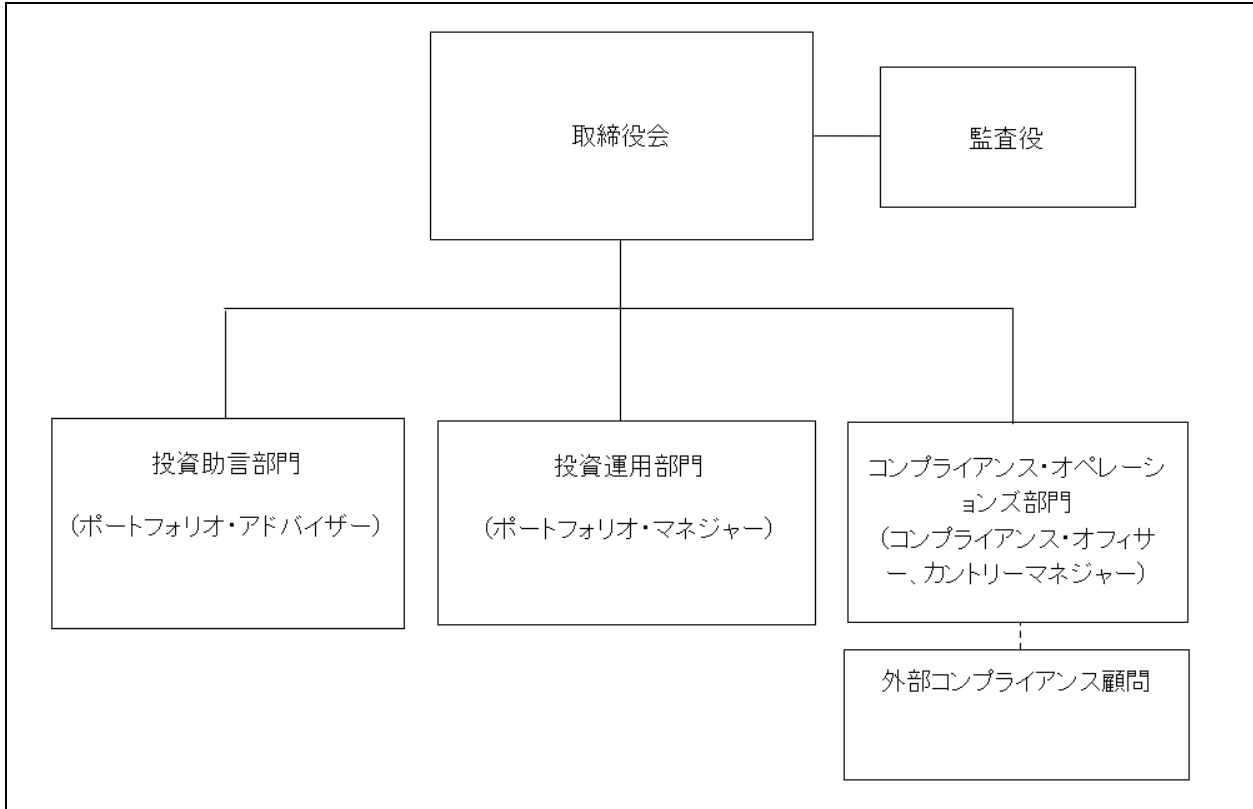 取締役会
監査役
投資助言部門
(ポートフォリオ・アドバイザー)
投資運用部門
(ポートフォリオ・マネジャー)
コンプライアンス・オペレーシ
ョンズ部門
(コンプライアンス・オフィサ
ー、カントリーマネジャー)
外部コンプライアンス顧問